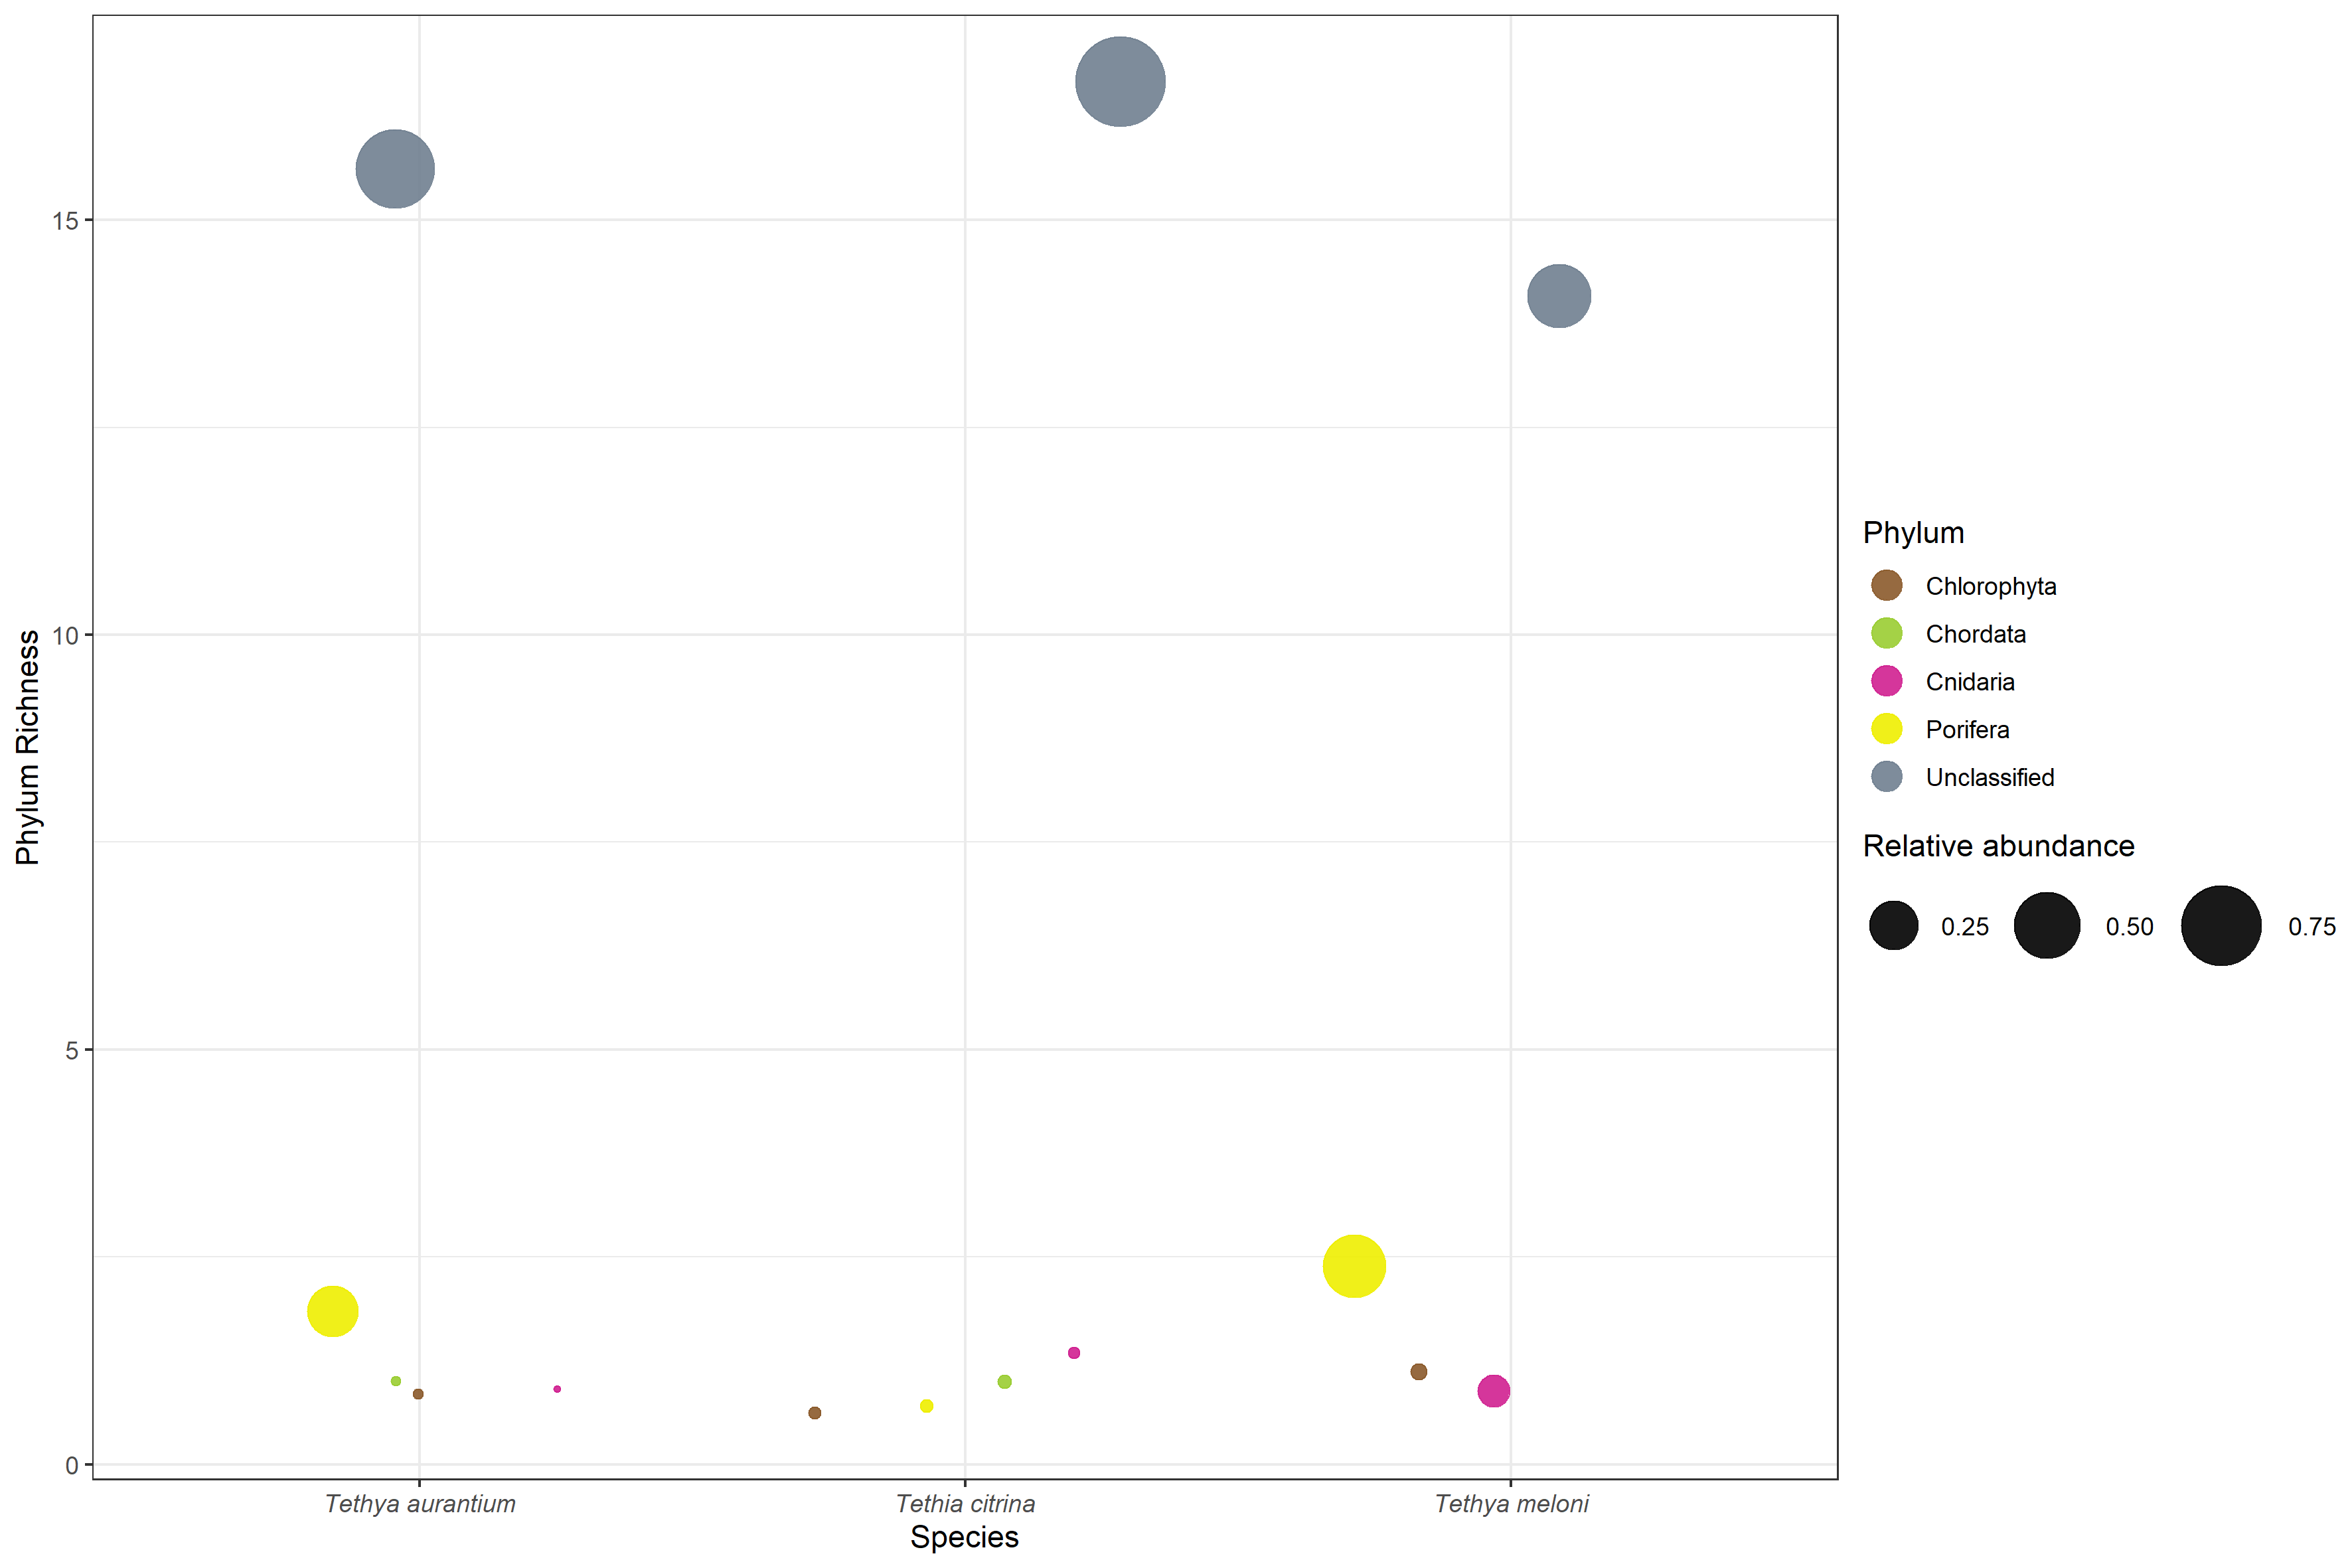 Phylum Richness
15
10
5
0
Tethya aurantium
Tethia citrina
Tethya meloni
Species
Phylum
Chlorophyta
Chordata
Cnidaria
Porifera
Unclassified
Relative abundance
0.25 0.50 0.75